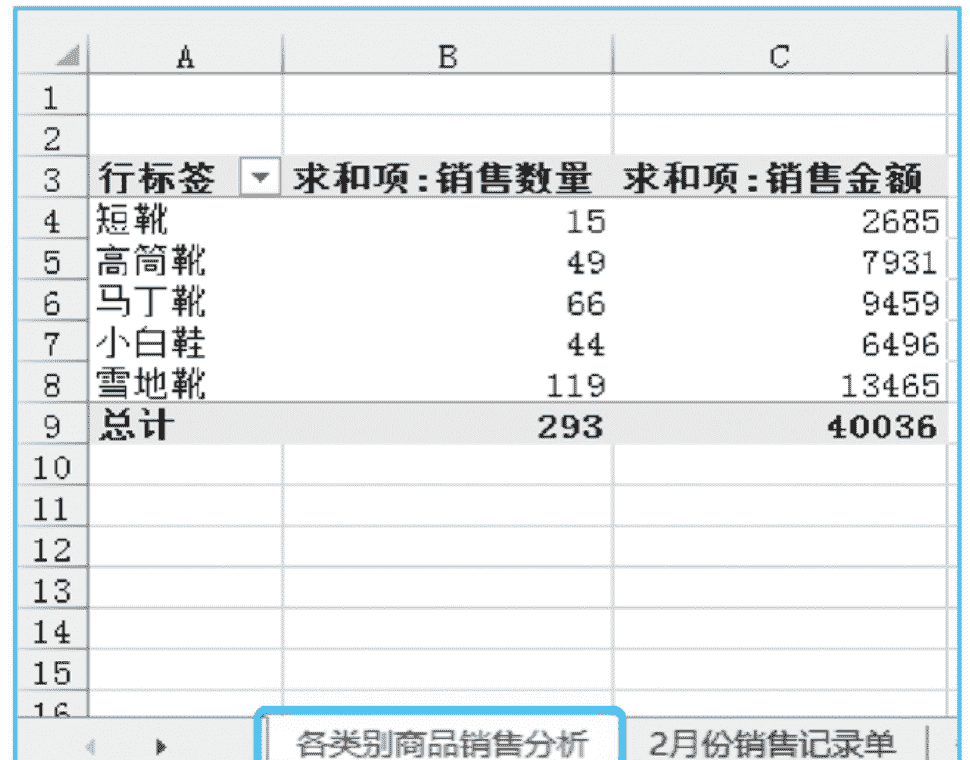 A B C
1
2
3 行标签 求和项:销售数量 求和项:销售金额
4 短靴 15 2685
5 高筒靴 49 7931
6 马丁靴 66 9459
7 小白鞋 44 6496
8 雪地靴 119 13465
9 总计 293 40036
10
11
12
13
14
15
16
各类别商品销售分析 2月份销售记录单